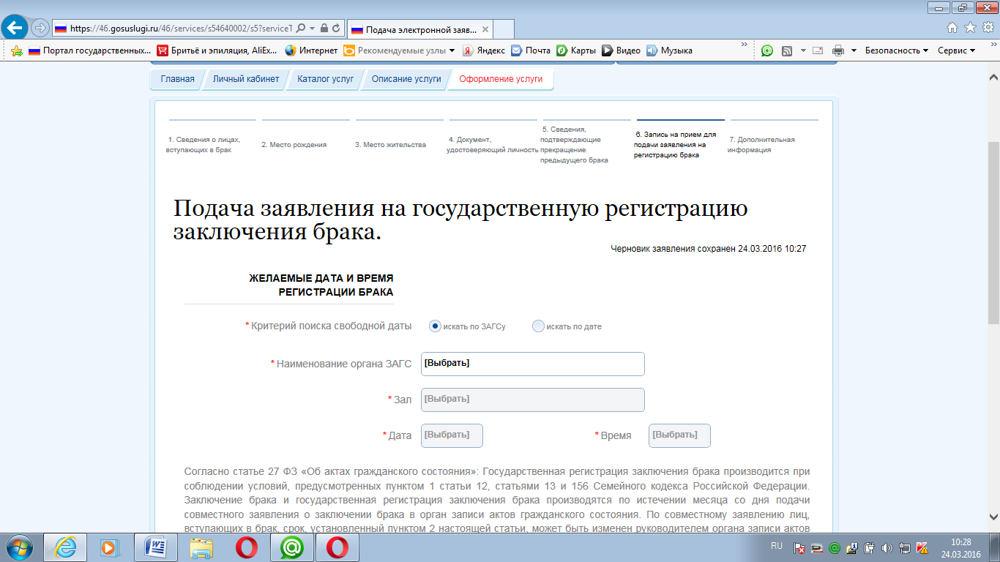 https://46.gosuslugi.ru/46/services/s54640002/s5?serviceT
Подача электронной заяв...
Портал государственных... Бритьё и эпиляция, AliEx... Интернет Рекомендуемые узлы Яндекс Почта Карты Видео Музыка » Безопасность Сервис »
Главная Личный кабинет Каталог услуг Описание услуги Оформление услуги
1. Сведения о лицах,
вступающих в брак
2. Место рождения
3. Место жительства
4. Документ,
удостоверяющий личность
5. Сведения,
подтверждающие
прекращение
предыдущего брака
6. Запись на прием для
подачи заявления на
регистрацию брака
7. Дополнительная
информация
Подача заявления на государственную регистрацию
заключения брака.
Черновик заявления сохранен 24.03.2016 10:27
ЖЕЛАЕМЫЕ ДАТА И ВРЕМЯ
РЕГИСТРАЦИИ БРАКА
* Критерий поиска свободной даты искать по ЗАГСу искать по дате
* Наименование органа ЗАГС [Выбрать]
* Зал [Выбрать]
* Дата [Выбрать] * Время [Выбрать]
Согласно статье 27 ФЗ «Об актах гражданского состояния»: Государственная регистрация заключения брака производится при
соблюдении условий, предусмотренных пунктом 1 статьи 12, статьями 13 и 156 Семейного кодекса Российской Федерации.
Заключение брака и государственная регистрация заключения брака производятся по истечении месяца со дня подачи
совместного заявления о заключении брака в орган записи актов гражданского состояния. По совместному заявлению лиц,
вступающих в брак, срок, установленный пунктом 2 настоящей статьи, может быть изменен руководителем органа записи актов
RU
10:28
24.03.2016